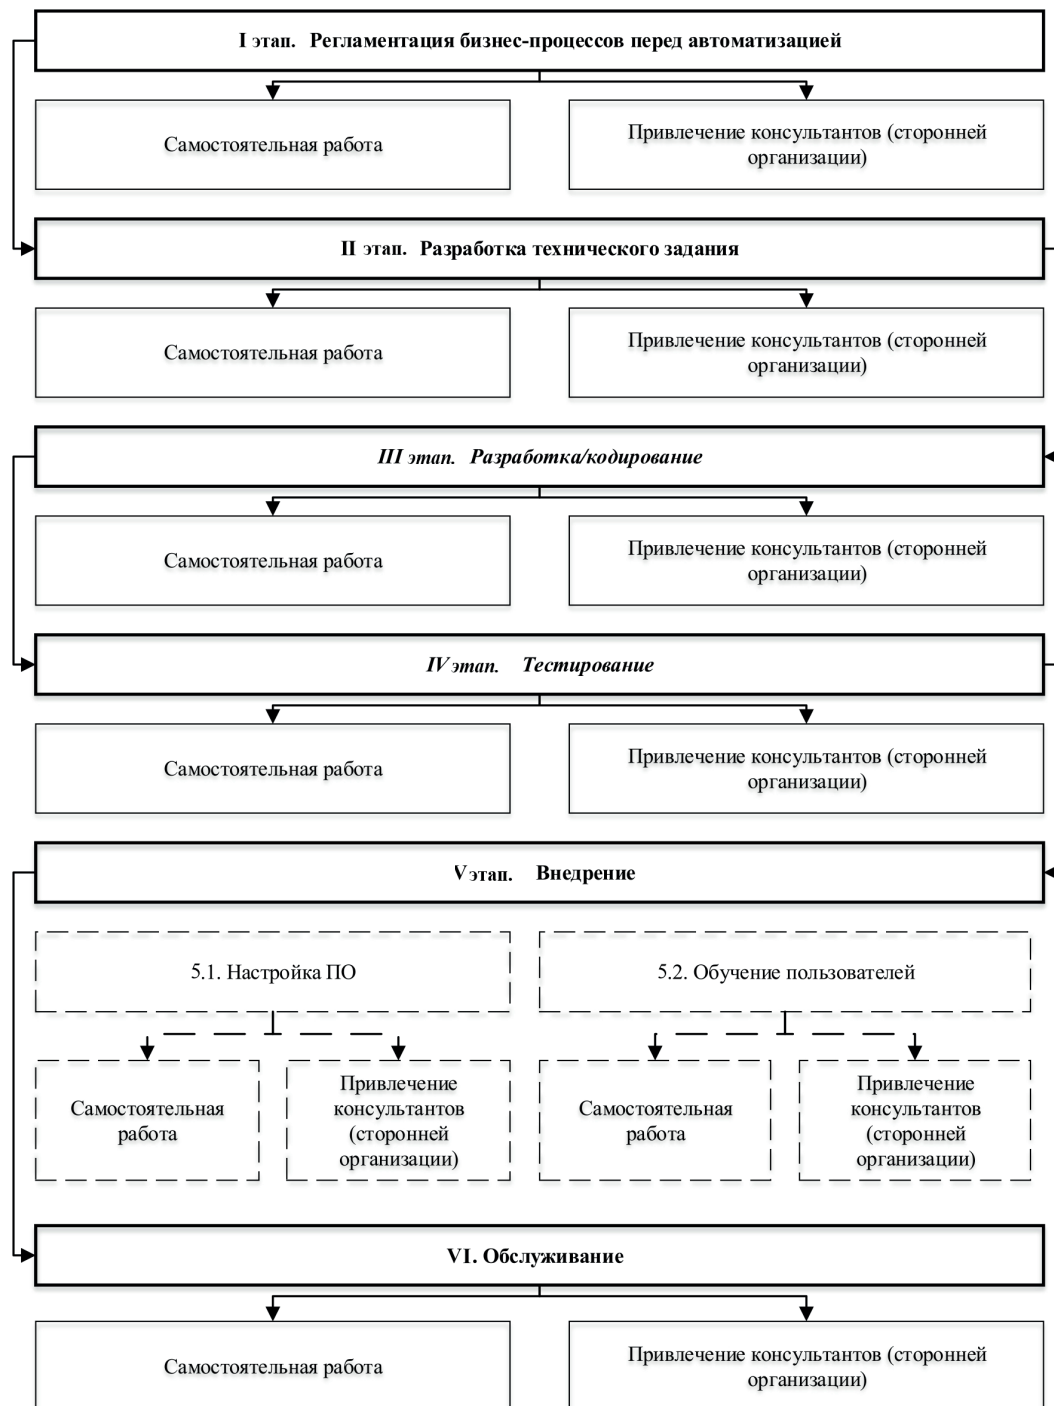 I этап. Регламентация бизнес-процессов перед автоматизацией
Самостоятельная работа
Привлечение консультантов (сторонней
организации)
II этап. Разработка технического задания
Самостоятельная работа
Привлечение консультантов (сторонней
организации)
III этап. Разработка/кодирование
Самостоятельная работа
Привлечение консультантов (сторонней
организации)
IV этап. Тестирование
Самостоятельная работа
Привлечение консультантов (сторонней
организации)
V этап. Внедрение
5.1. Настройка ПО
5.2. Обучение пользователей
Самостоятельная
работа
Привлечение
консультантов
(сторонней
организации)
Самостоятельная
работа
Привлечение
консультантов
(сторонней
организации)
VI. Обслуживание
Самостоятельная работа
Привлечение консультантов (сторонней
организации)